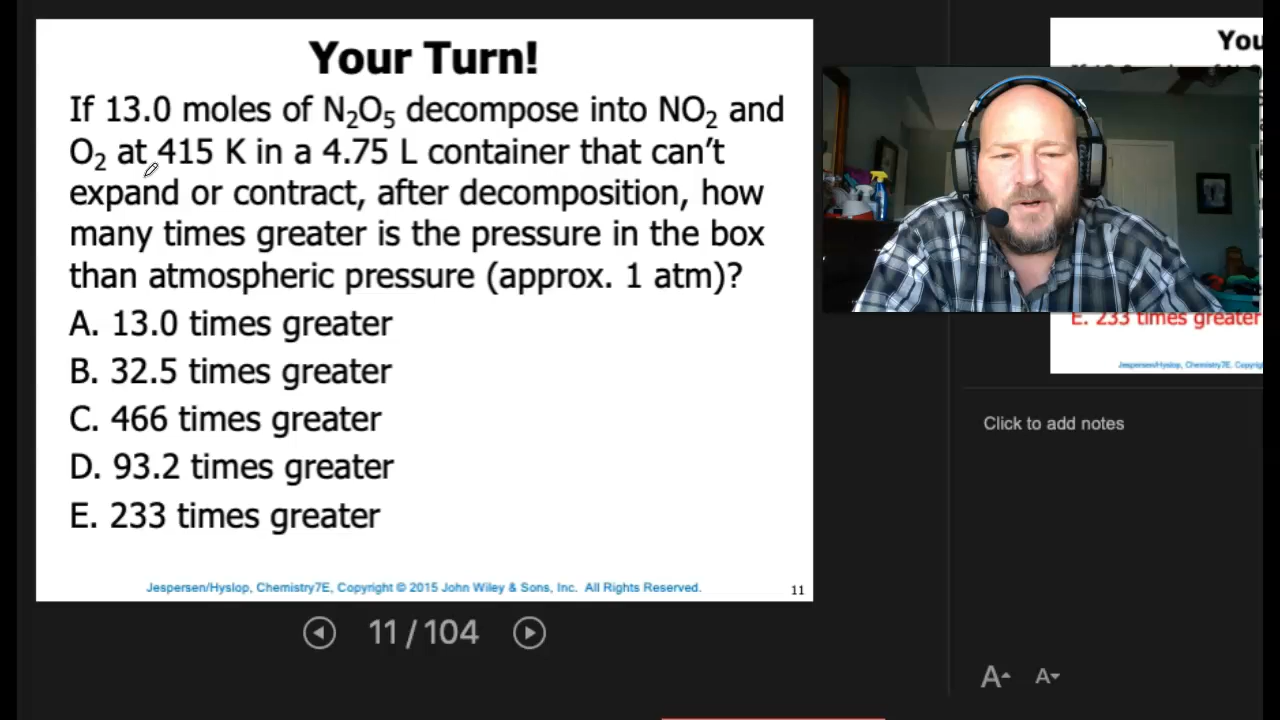 Your Turn!
If 13.0 moles of N₂O₅ decompose into NO₂ and
O₂ at 415 K in a 4.75 L container that can't
expand or contract, after decomposition, how
many times greater is the pressure in the box
than atmospheric pressure (approx. 1 atm)?
A. 13.0 times greater
B. 32.5 times greater
C. 466 times greater
D. 93.2 times greater
E. 233 times greater
Jespersen/Hyslop, Chemistry7E, Copyright © 2015 John Wiley & Sons, Inc. All Rights Reserved.
11
11 / 104
You
E. 233 times greater
Jespersen/Hyslop, Chemistry7E, Copyrig
Click to add notes
A
A